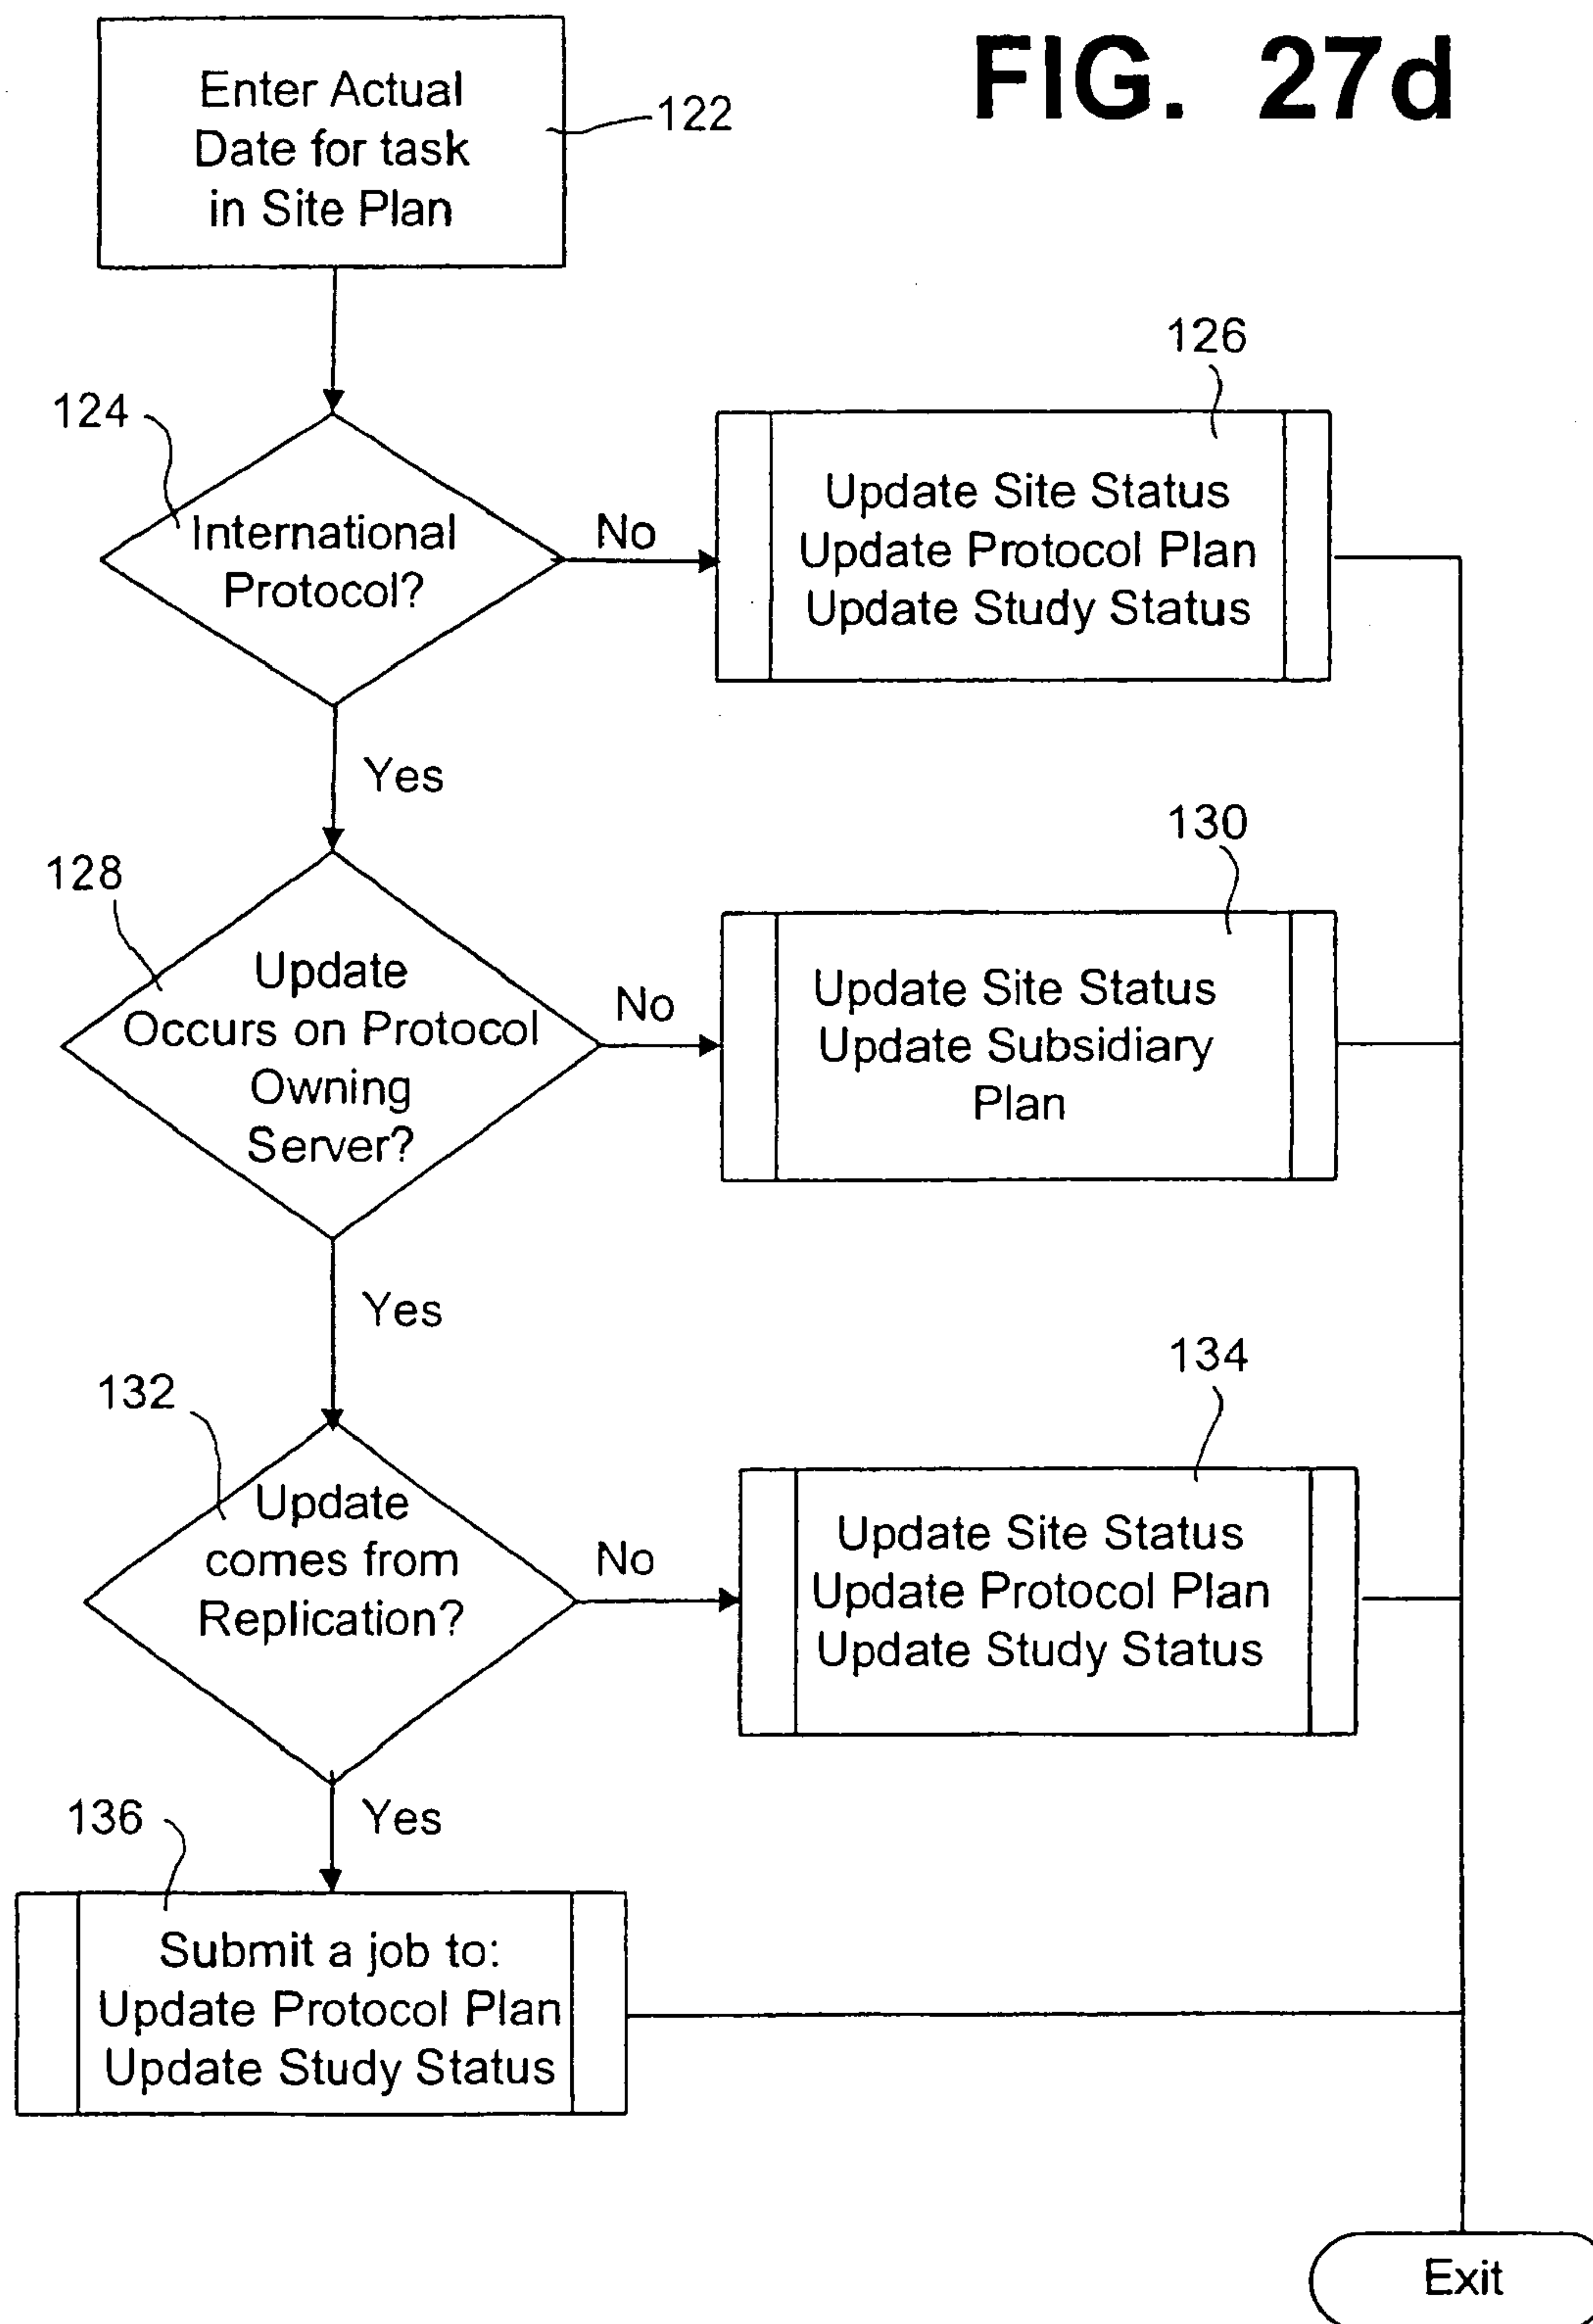 FIG. 27d
Enter Actual
Date for task
in Site Plan
122
124
International
Protocol?
No
126
Update Site Status
Update Protocol Plan
Update Study Status
Yes
128
Update
Occurs on Protocol
Owning
Server?
No
130
Update Site Status
Update Subsidiary
Plan
Yes
132
Update
comes from
Replication?
No
134
Update Site Status
Update Protocol Plan
Update Study Status
Yes
136
Submit a job to:
Update Protocol Plan
Update Study Status
Exit